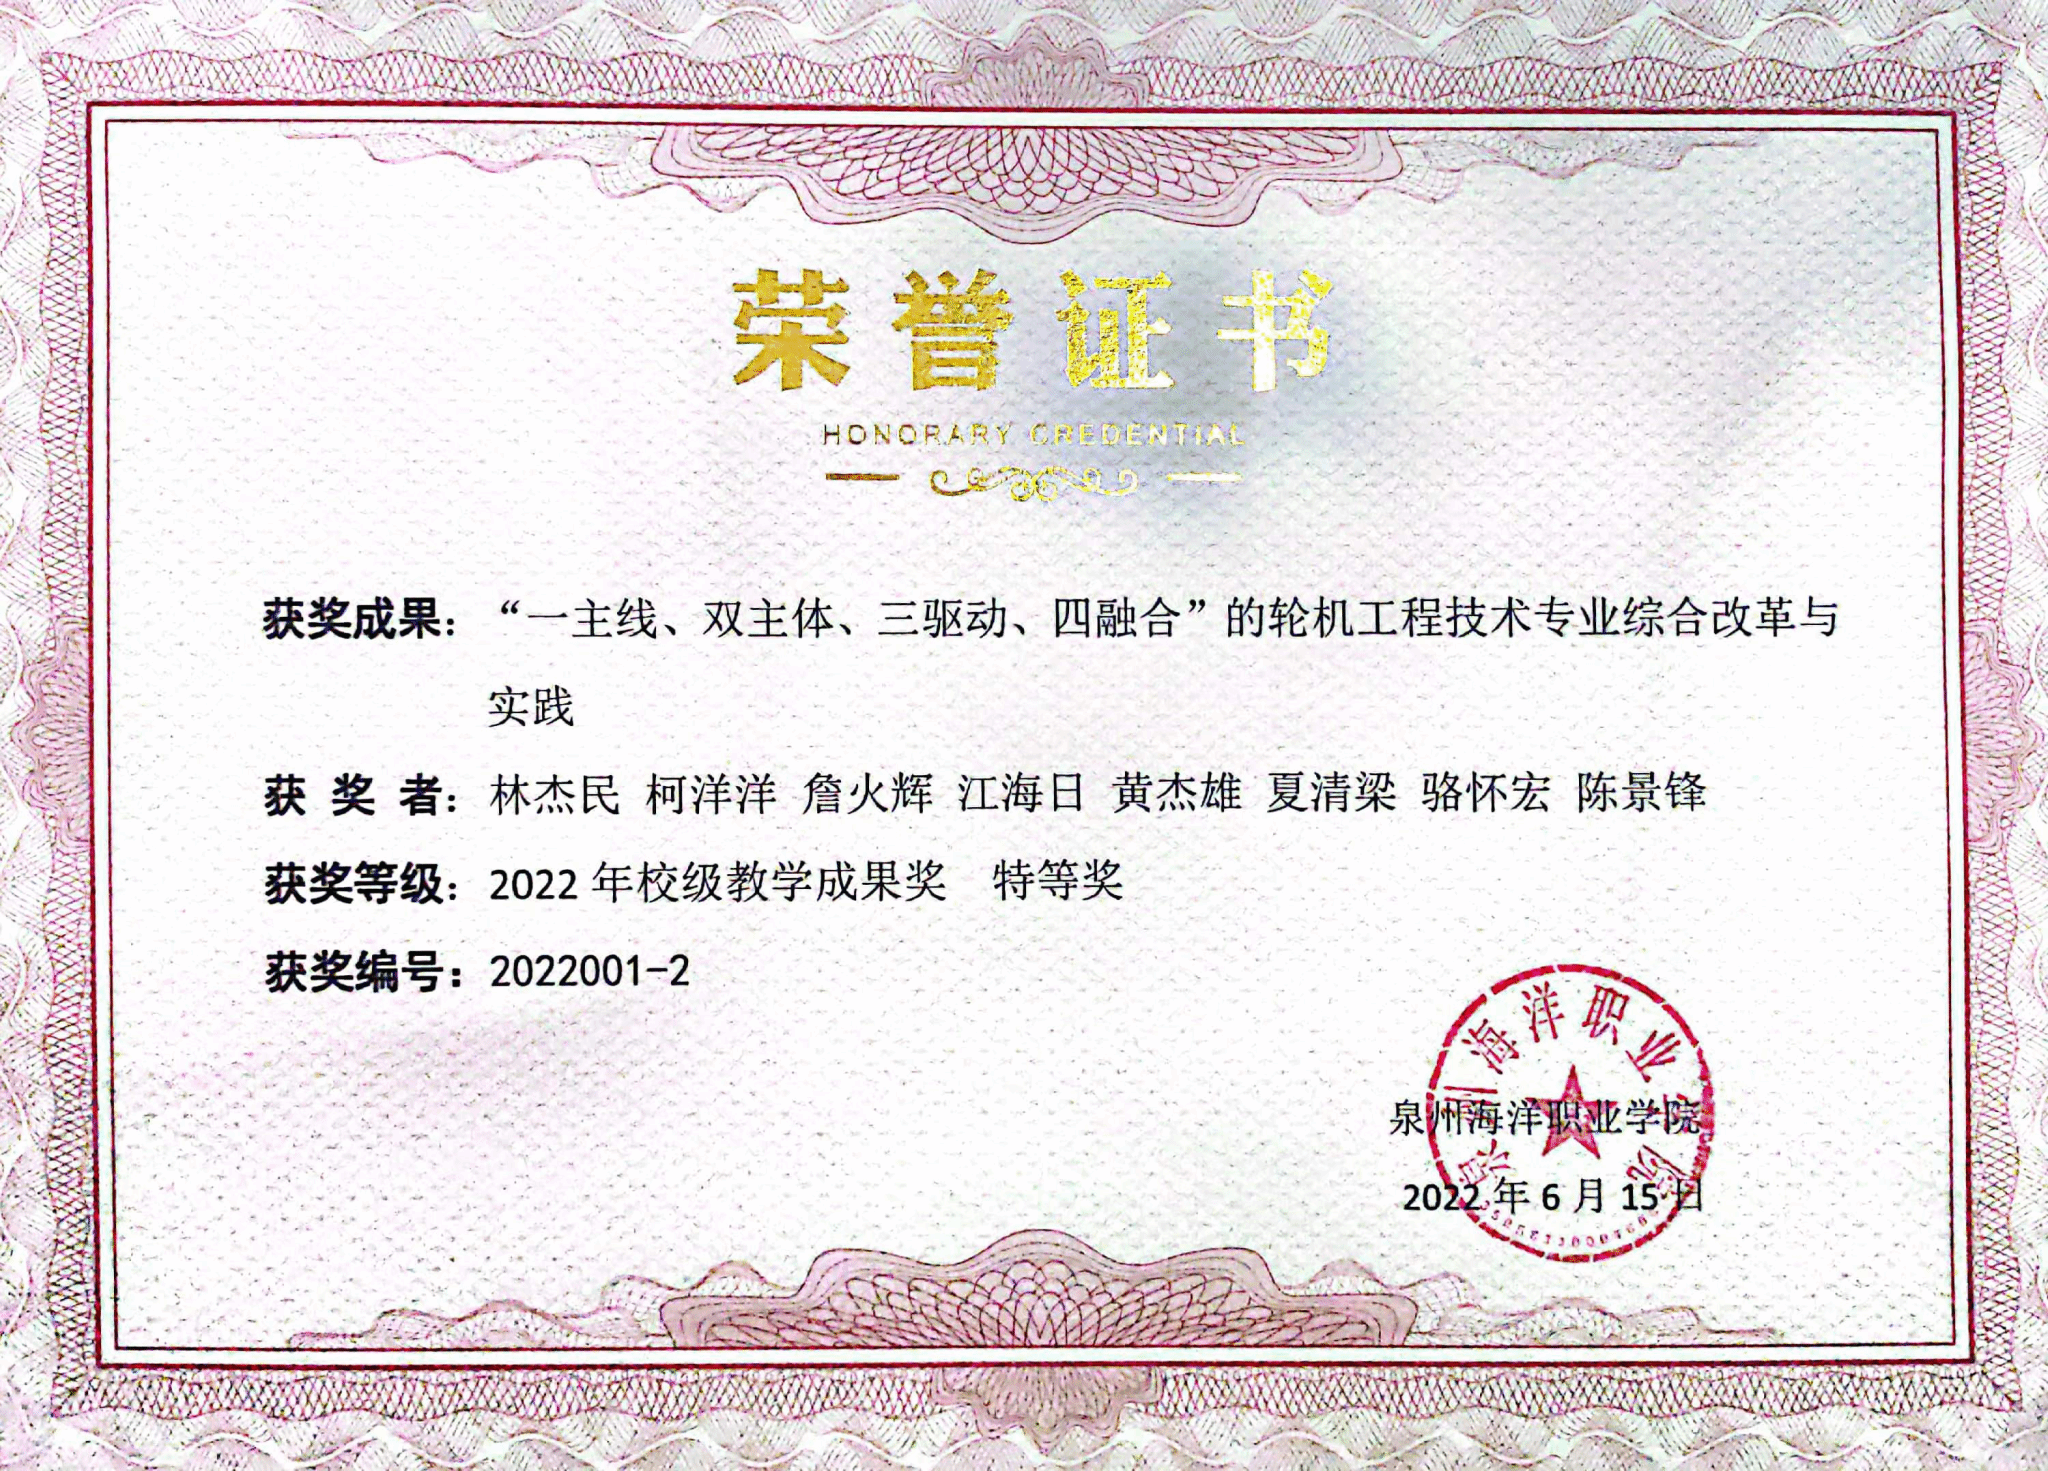 荣誉证书
HONORARY CREDENTIAL
获奖成果：“一主线、双主体、三驱动、四融合”的轮机工程技术专业综合改革与
实践
获 奖 者：林杰民 柯洋洋 詹火辉 江海日 黄杰雄 夏清梁 骆怀宏 陈景锋
获奖等级：2022 年校级教学成果奖 特等奖
获奖编号：2022001-2
泉州海洋职业学院
泉州海洋职业学院
2022 年 6 月 15 日